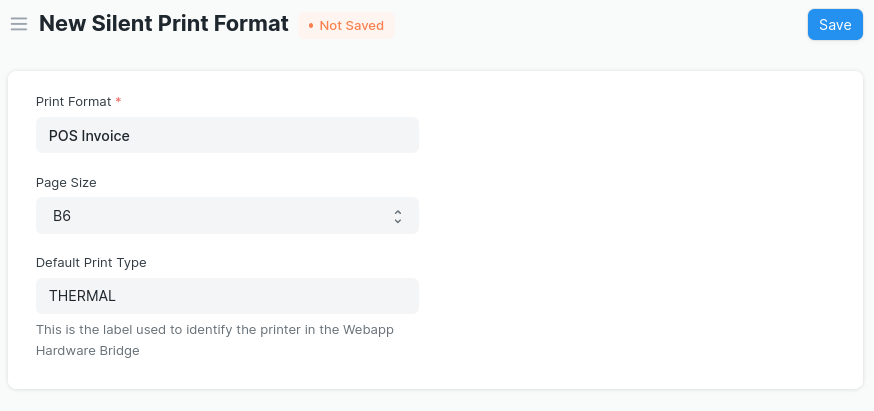 New Silent Print Format
• Not Saved
Save
Print Format *
POS Invoice
Page Size
B6
Default Print Type
THERMAL
This is the label used to identify the printer in the Webapp
Hardware Bridge